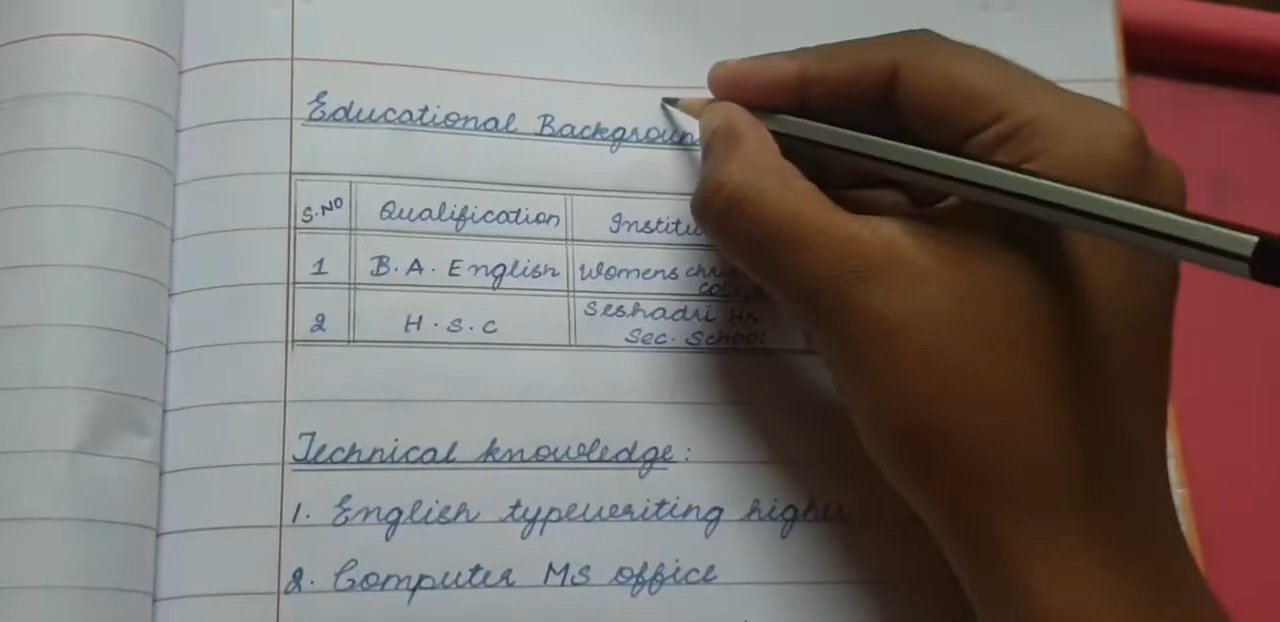 Educational Backgroun
S.NO Qualification Institu
1 B.A. English Womens
2 H.S.C Seshadri
Sec. School
Technical knowledge:
1. English typewriting higher
2. Computer MS office